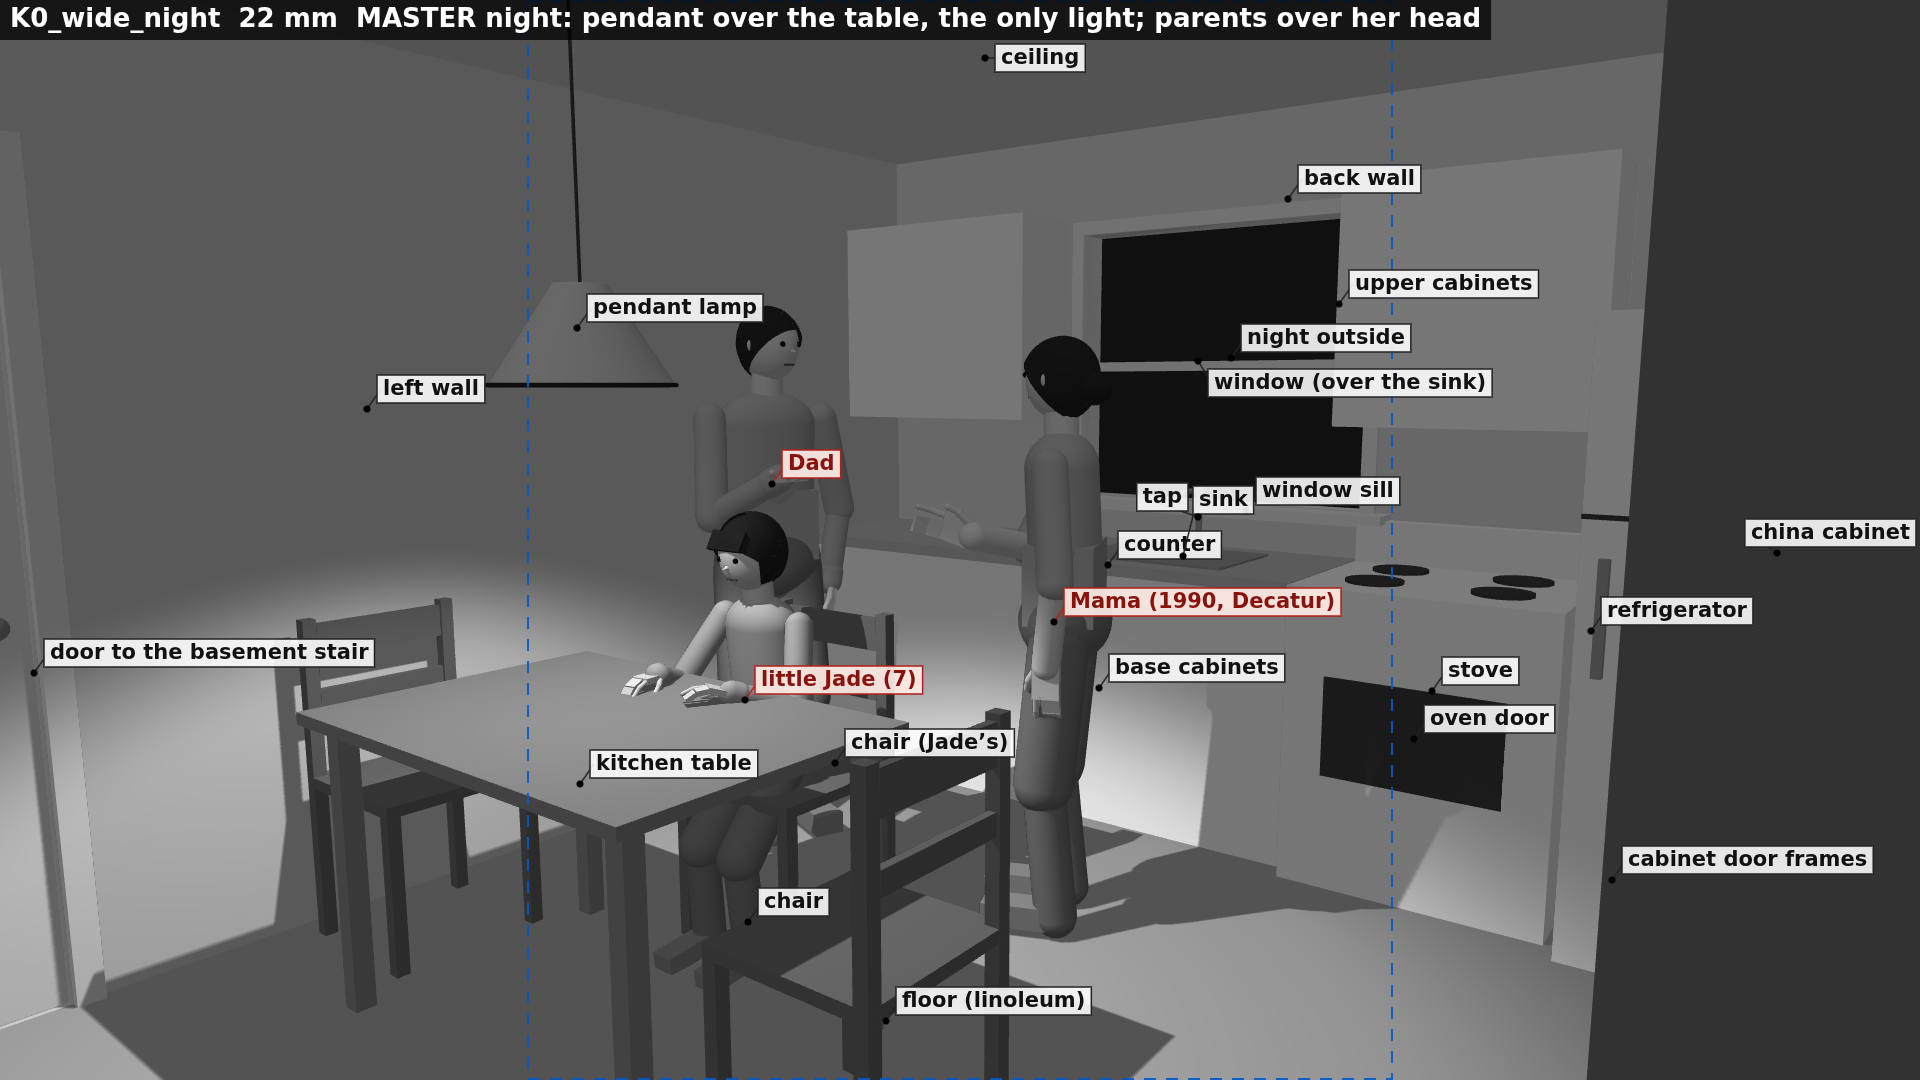 K0_wide_night 22 mm MASTER night: pendant over the table, the only light; parents over her head
ceiling
back wall
upper cabinets
pendant lamp
night outside
left wall
window (over the sink)
Dad
tap
sink
window sill
china cabinet
counter
Mama (1990, Decatur)
refrigerator
door to the basement stair
base cabinets
stove
little Jade (7)
oven door
chair (Jade’s)
kitchen table
cabinet door frames
chair
floor (linoleum)